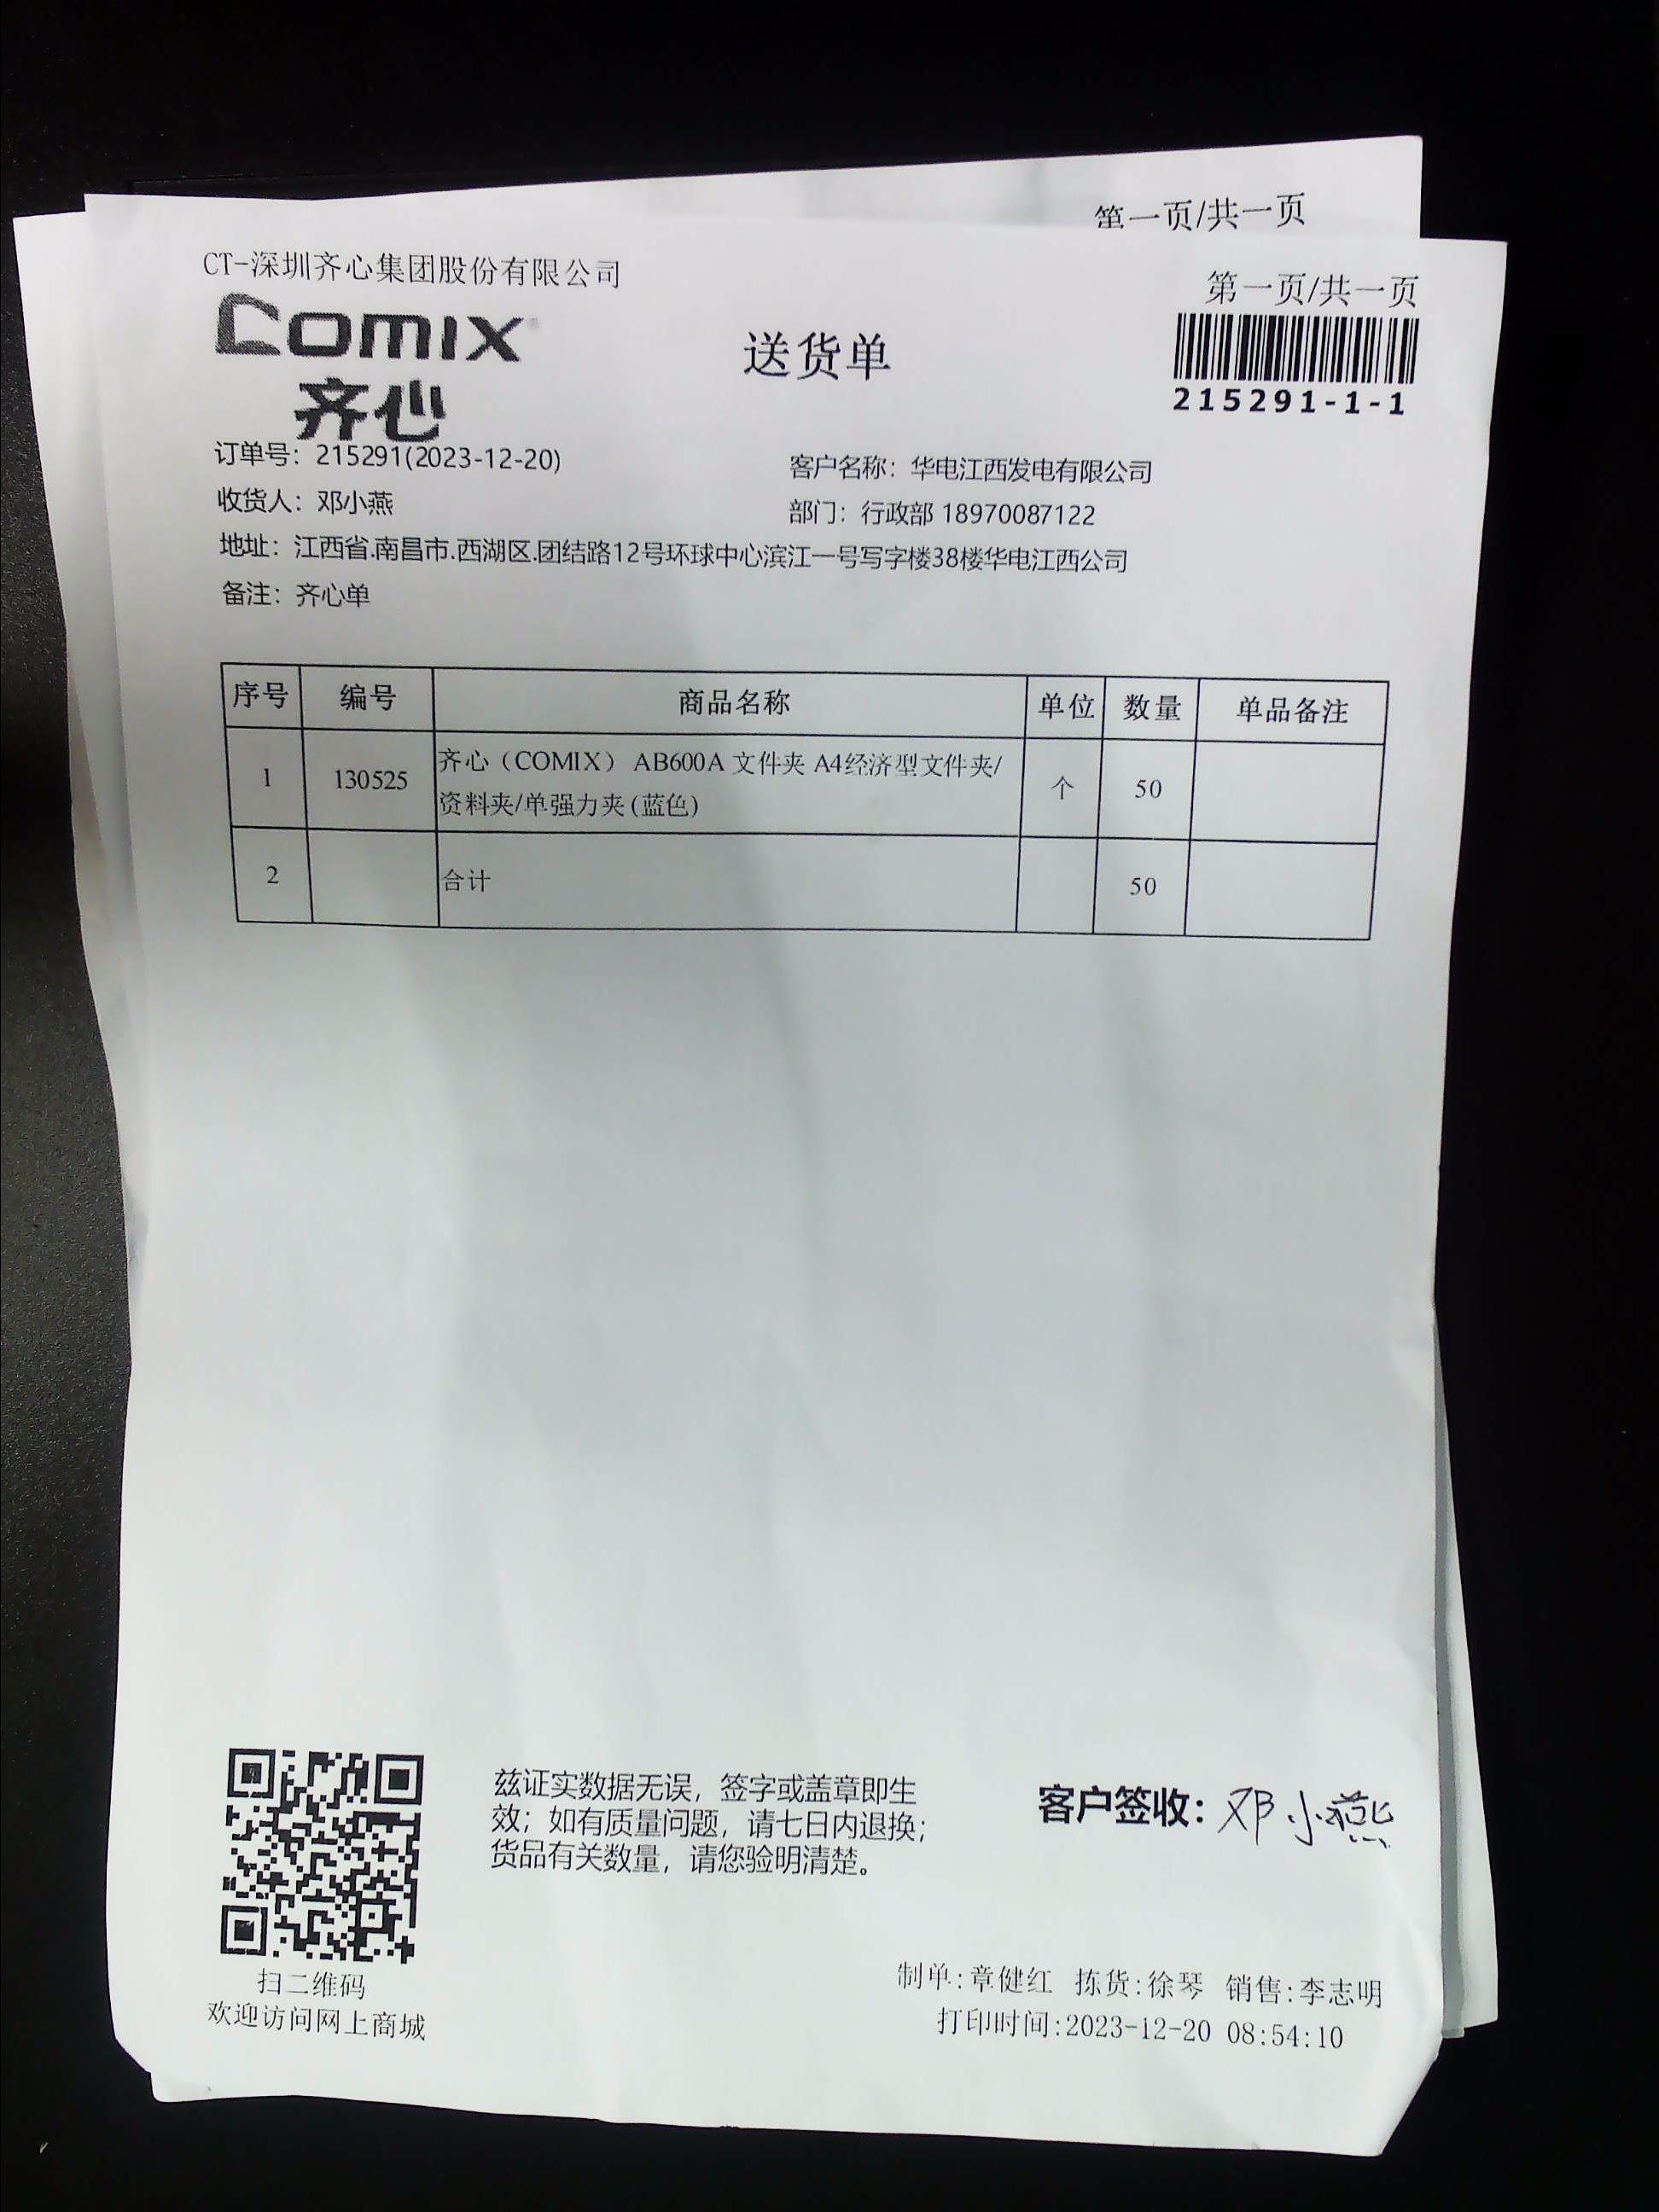 第一页/共一页
CT-深圳齐心集团股份有限公司
第一页/共一页
COMIX
齐心
送货单
215291-1-1
订单号：215291(2023-12-20)
客户名称：华电江西发电有限公司
收货人：邓小燕
部门：行政部 18970087122
地址：江西省.南昌市.西湖区.团结路12号环球中心滨江一号写字楼38楼华电江西公司
备注：齐心单
序号 编号 商品名称 单位 数量 单品备注
1 130525 齐心（COMIX） AB600A 文件夹 A4经济型文件夹/ 个 50
资料夹/单强力夹(蓝色)
2 合计 50
兹证实数据无误，签字或盖章即生
效；如有质量问题，请七日内退换；
货品有关数量，请您验明清楚。
客户签收：邓小燕
扫二维码
欢迎访问网上商城
制单:章健红 拣货:徐琴 销售:李志明
打印时间:2023-12-20 08:54:10